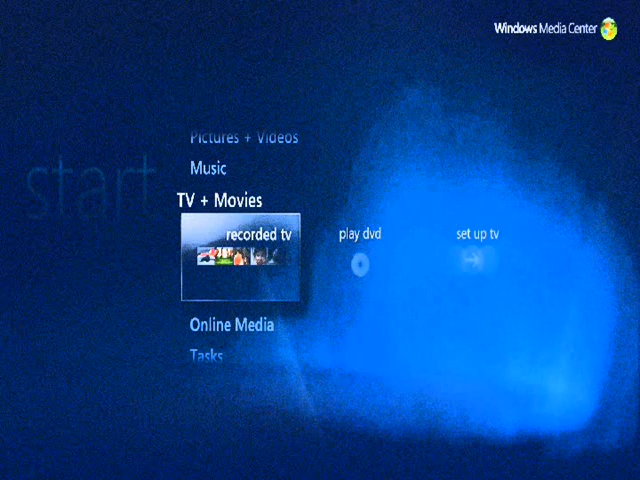 Windows Media Center
start
Pictures + Videos
Music
TV + Movies
recorded tv
play dvd
set up tv
Online Media
Tasks